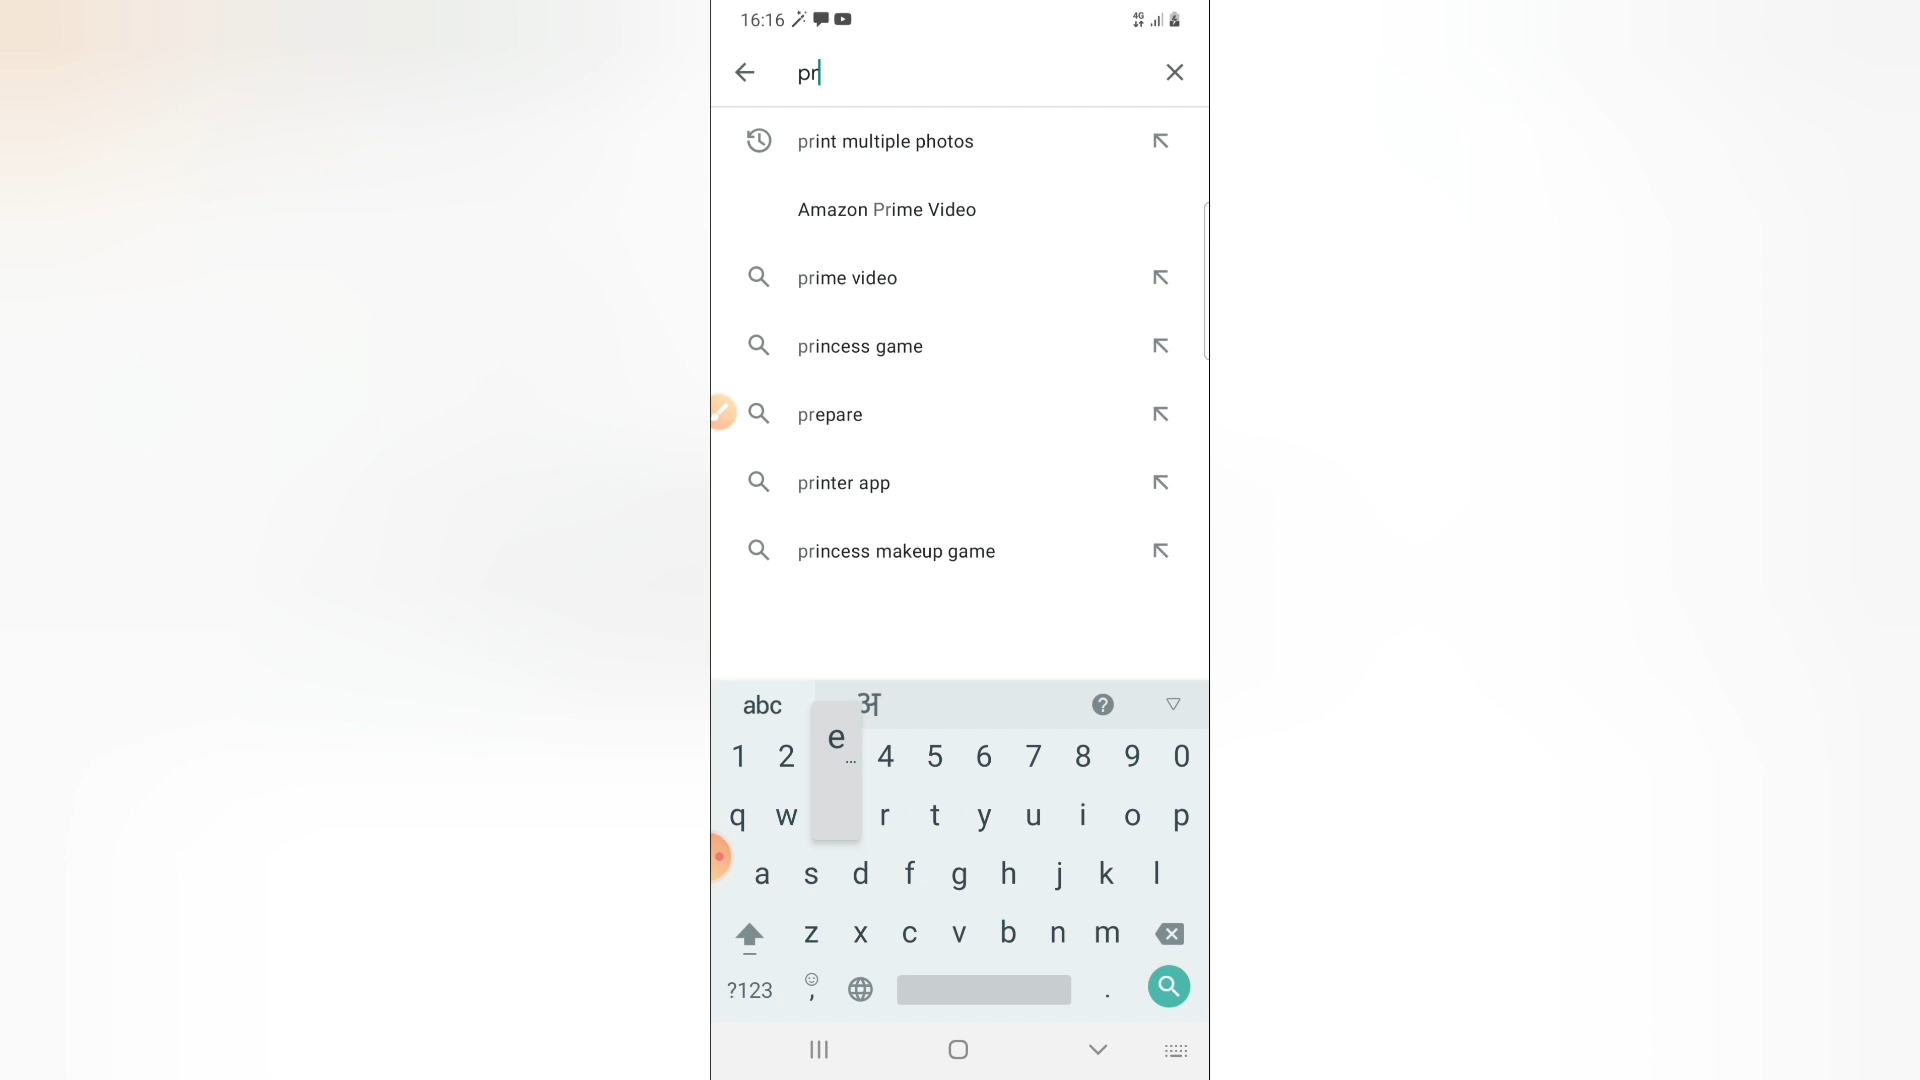 16:16 4G
pr
print multiple photos
Amazon Prime Video
prime video
princess game
prepare
printer app
princess makeup game
abc अ ?
e
...
1 2 4 5 6 7 8 9 0
q w r t y u i o p
a s d f g h j k l
z x c v b n m
?123 , .